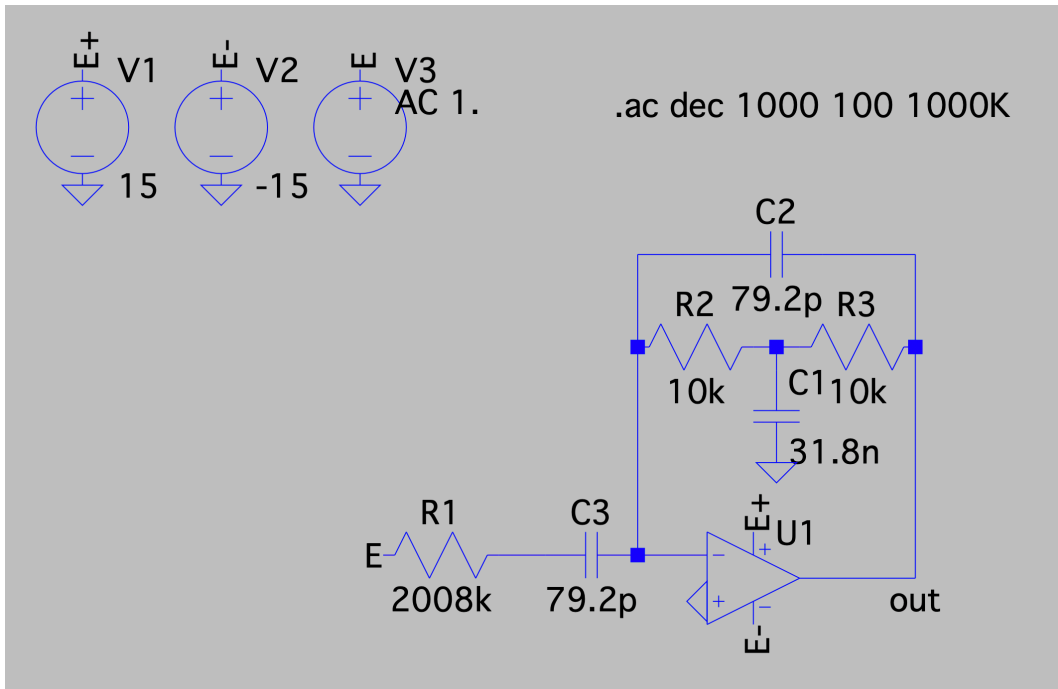 E+
V1
15
E-
V2
-15
E
V3
AC 1.
.ac dec 1000 100 1000K
C2
79.2p
R2
10k
R3
10k
C1
31.8n
E
R1
2008k
C3
79.2p
E+
U1
E-
out